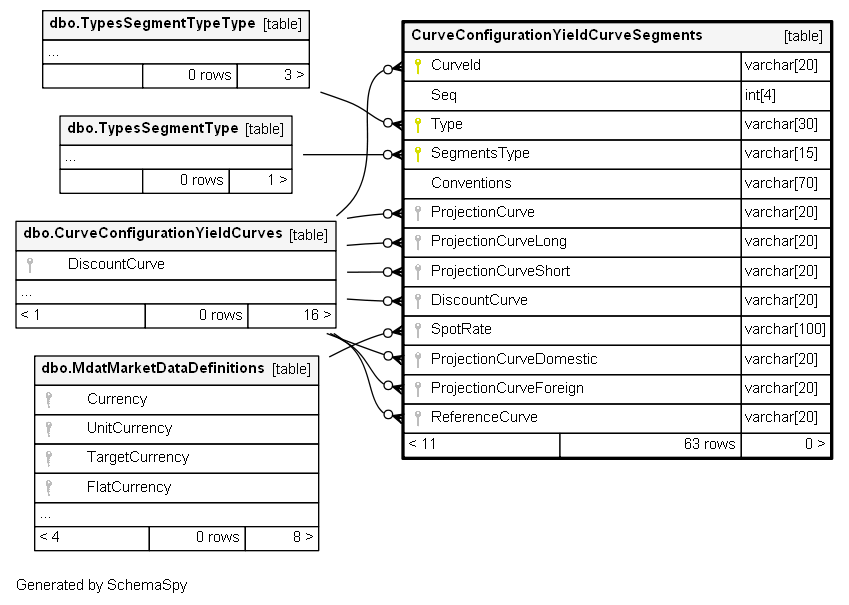 dbo.TypesSegmentTypeType [table]
...
0 rows 3 >
dbo.TypesSegmentType [table]
...
0 rows 1 >
dbo.CurveConfigurationYieldCurves [table]
DiscountCurve
...
< 1 0 rows 16 >
dbo.MdatMarketDataDefinitions [table]
Currency
UnitCurrency
TargetCurrency
FlatCurrency
...
< 4 0 rows 8 >
CurveConfigurationYieldCurveSegments [table]
CurveId varchar[20]
Seq int[4]
Type varchar[30]
SegmentsType varchar[15]
Conventions varchar[70]
ProjectionCurve varchar[20]
ProjectionCurveLong varchar[20]
ProjectionCurveShort varchar[20]
DiscountCurve varchar[20]
SpotRate varchar[100]
ProjectionCurveDomestic varchar[20]
ProjectionCurveForeign varchar[20]
ReferenceCurve varchar[20]
< 11 63 rows 0 >
Generated by SchemaSpy